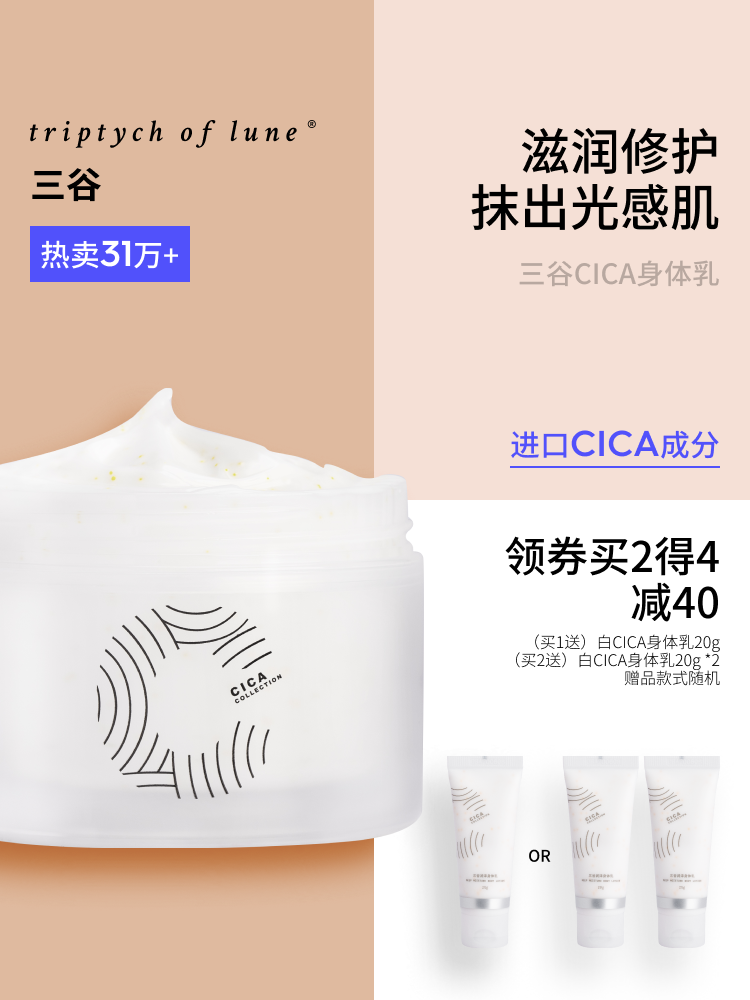 triptych of lune®
三谷
热卖31万+
滋润修护
抹出光感肌
三谷CICA身体乳
进口CICA成分
CICA
COLLECTION
领券买2得4
减40
（买1送）白CICA身体乳20g
（买2送）白CICA身体乳20g *2
赠品款式随机
CICA
CICA
CICA
OR